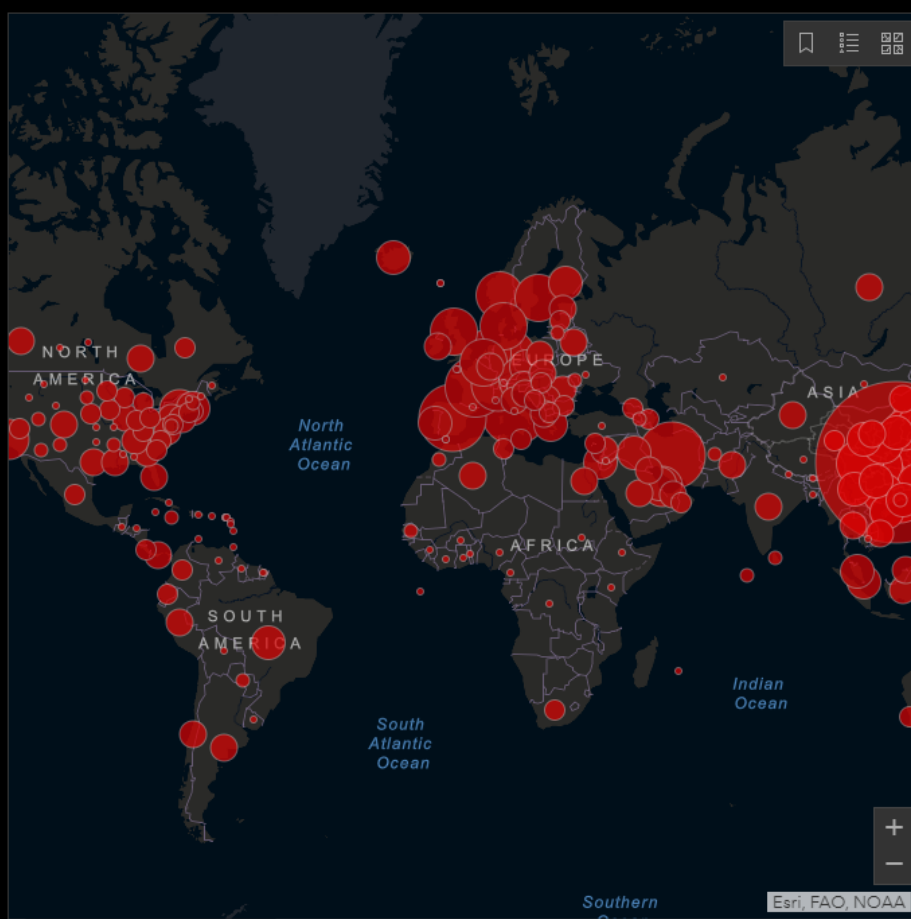 NORTH
AMERICA
EUROPE
ASIA
North
Atlantic
Ocean
AFRICA
SOUTH
AMERICA
Indian
Ocean
South
Atlantic
Ocean
+
−
Southern
Ocean
Esri, FAO, NOAA